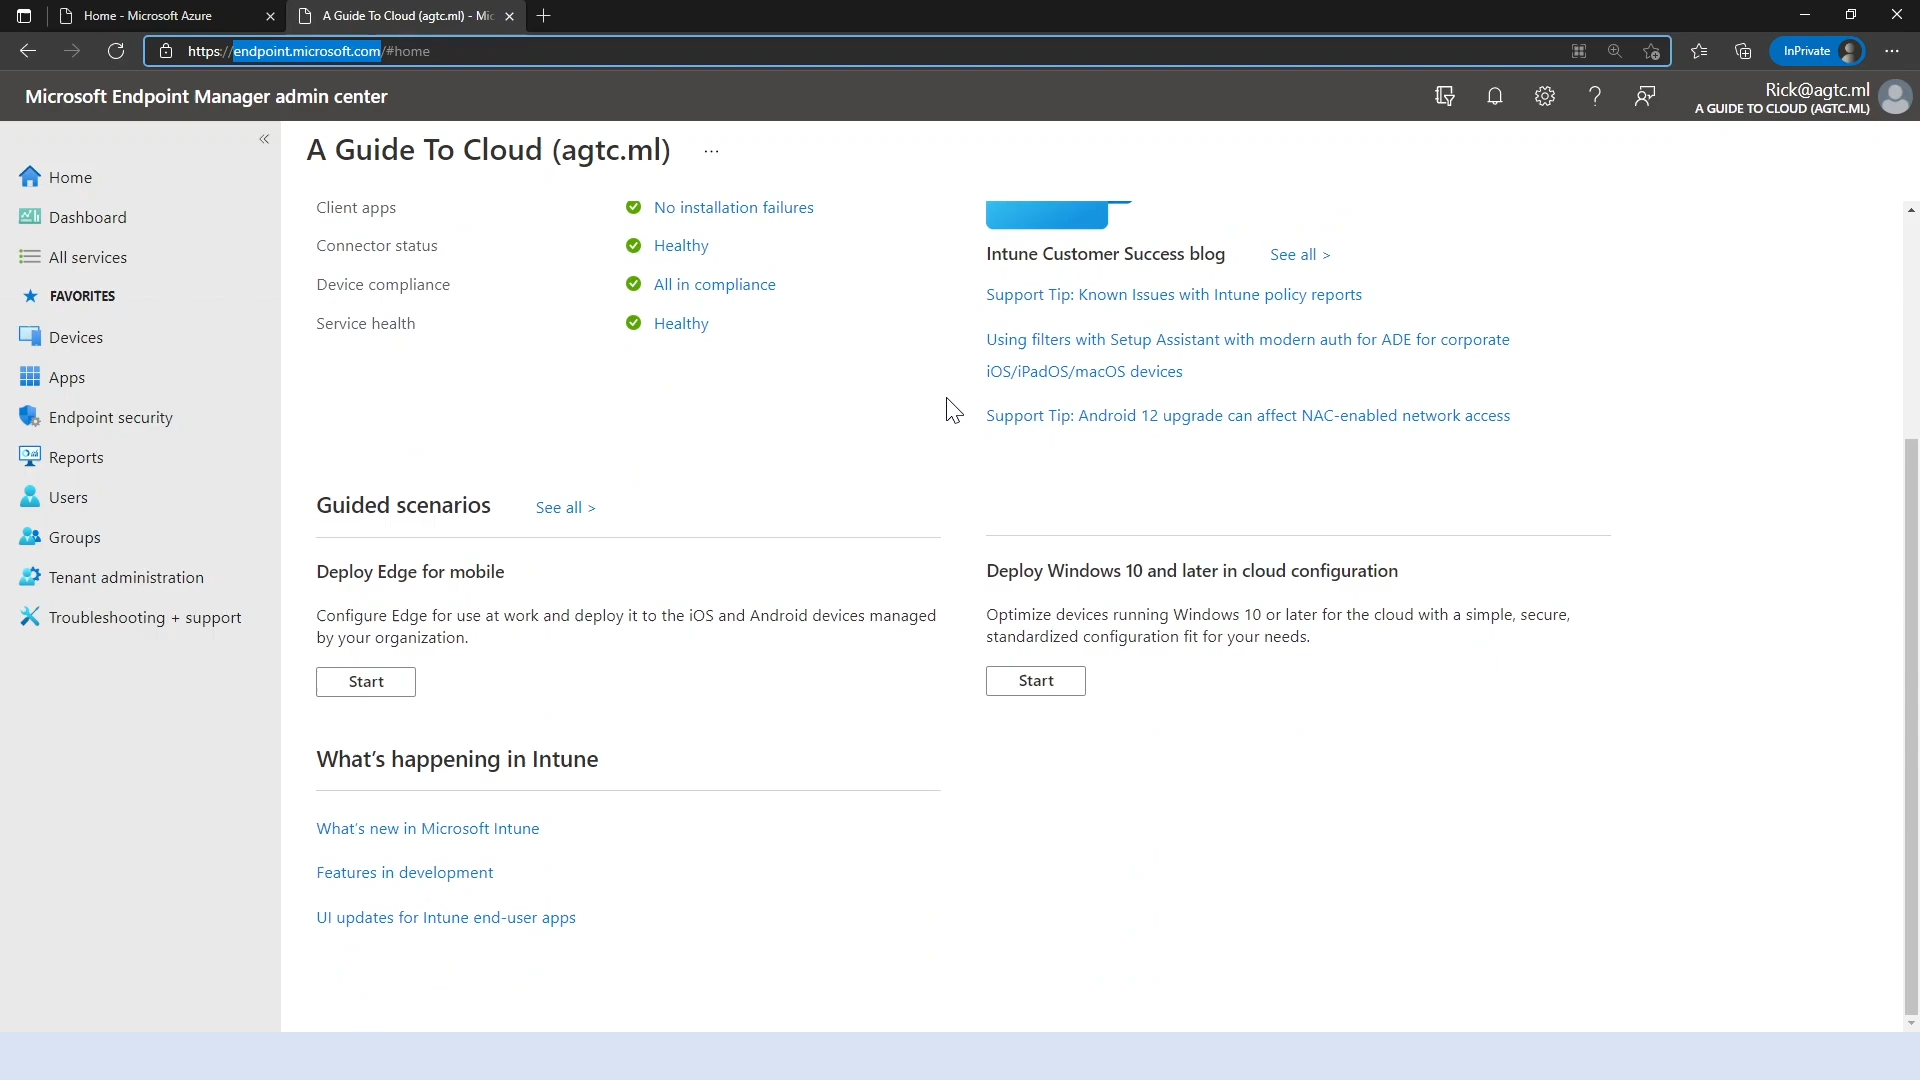 Home - Microsoft Azure
A Guide To Cloud (agtc.ml) - Mic
https://endpoint.microsoft.com/#home
InPrivate
Microsoft Endpoint Manager admin center
Rick@agtc.ml
A GUIDE TO CLOUD (AGTC.ML)
A Guide To Cloud (agtc.ml) ...
Home
Dashboard
All services
FAVORITES
Devices
Apps
Endpoint security
Reports
Users
Groups
Tenant administration
Troubleshooting + support
Client apps No installation failures
Connector status Healthy
Device compliance All in compliance
Service health Healthy
Intune Customer Success blog See all >
Support Tip: Known Issues with Intune policy reports
Using filters with Setup Assistant with modern auth for ADE for corporate
iOS/iPadOS/macOS devices
Support Tip: Android 12 upgrade can affect NAC-enabled network access
Guided scenarios See all >
Deploy Edge for mobile
Configure Edge for use at work and deploy it to the iOS and Android devices managed
by your organization.
Start
Deploy Windows 10 and later in cloud configuration
Optimize devices running Windows 10 or later for the cloud with a simple, secure,
standardized configuration fit for your needs.
Start
What's happening in Intune
What's new in Microsoft Intune
Features in development
UI updates for Intune end-user apps